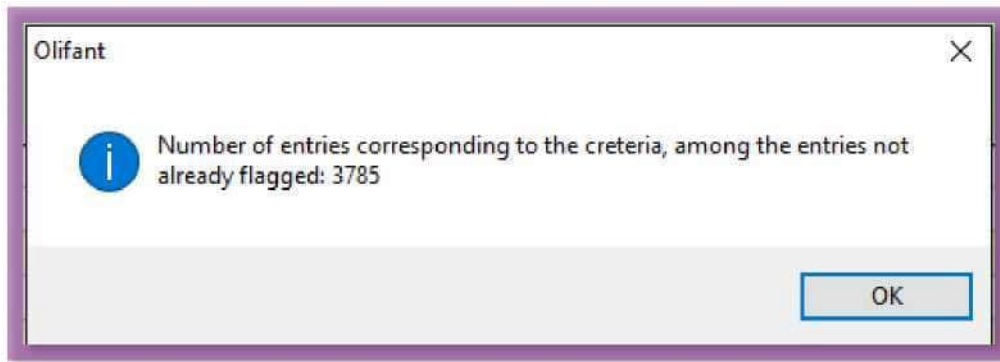 Olifant
Number of entries corresponding to the creteria, among the entries not
already flagged: 3785
OK